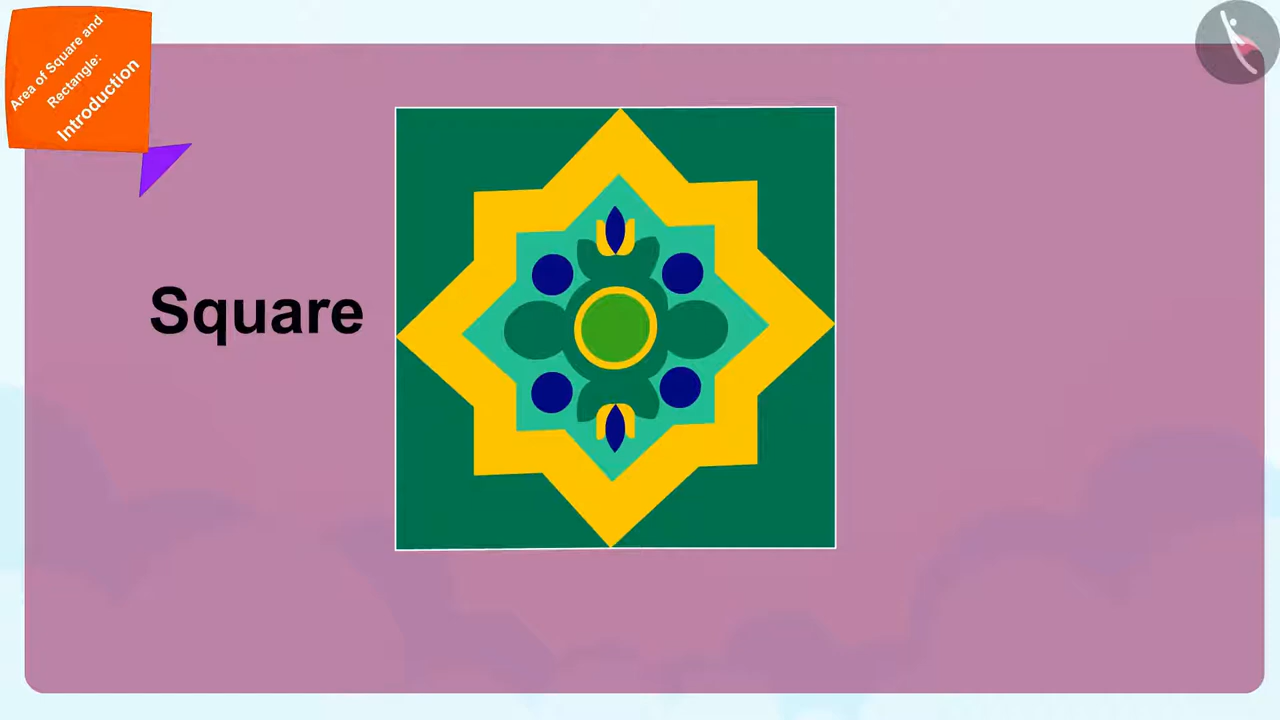 Area of Square and
Rectangle:
Introduction
Square